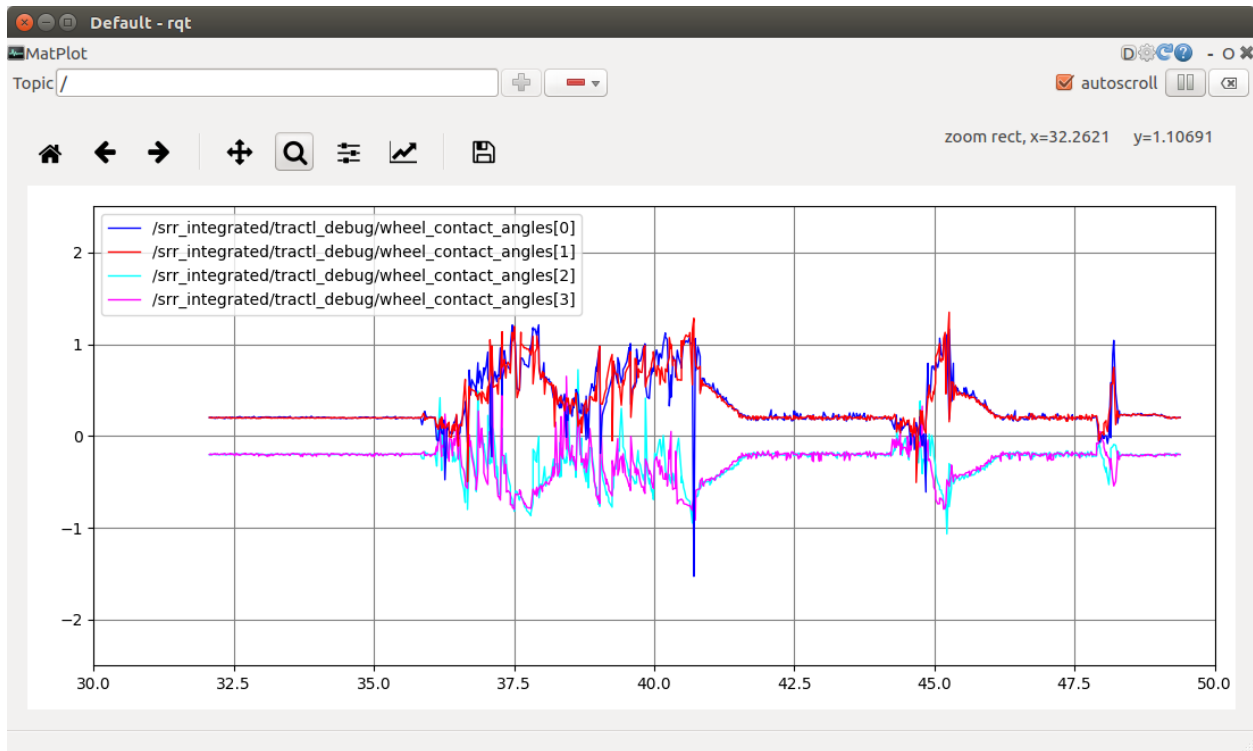 Default - rqt
MatPlot
D
- O ✖
Topic /
autoscroll
zoom rect, x=32.2621 y=1.10691
/srr_integrated/tractl_debug/wheel_contact_angles[0]
/srr_integrated/tractl_debug/wheel_contact_angles[1]
/srr_integrated/tractl_debug/wheel_contact_angles[2]
/srr_integrated/tractl_debug/wheel_contact_angles[3]
2
1
0
−1
−2
30.0 32.5 35.0 37.5 40.0 42.5 45.0 47.5 50.0